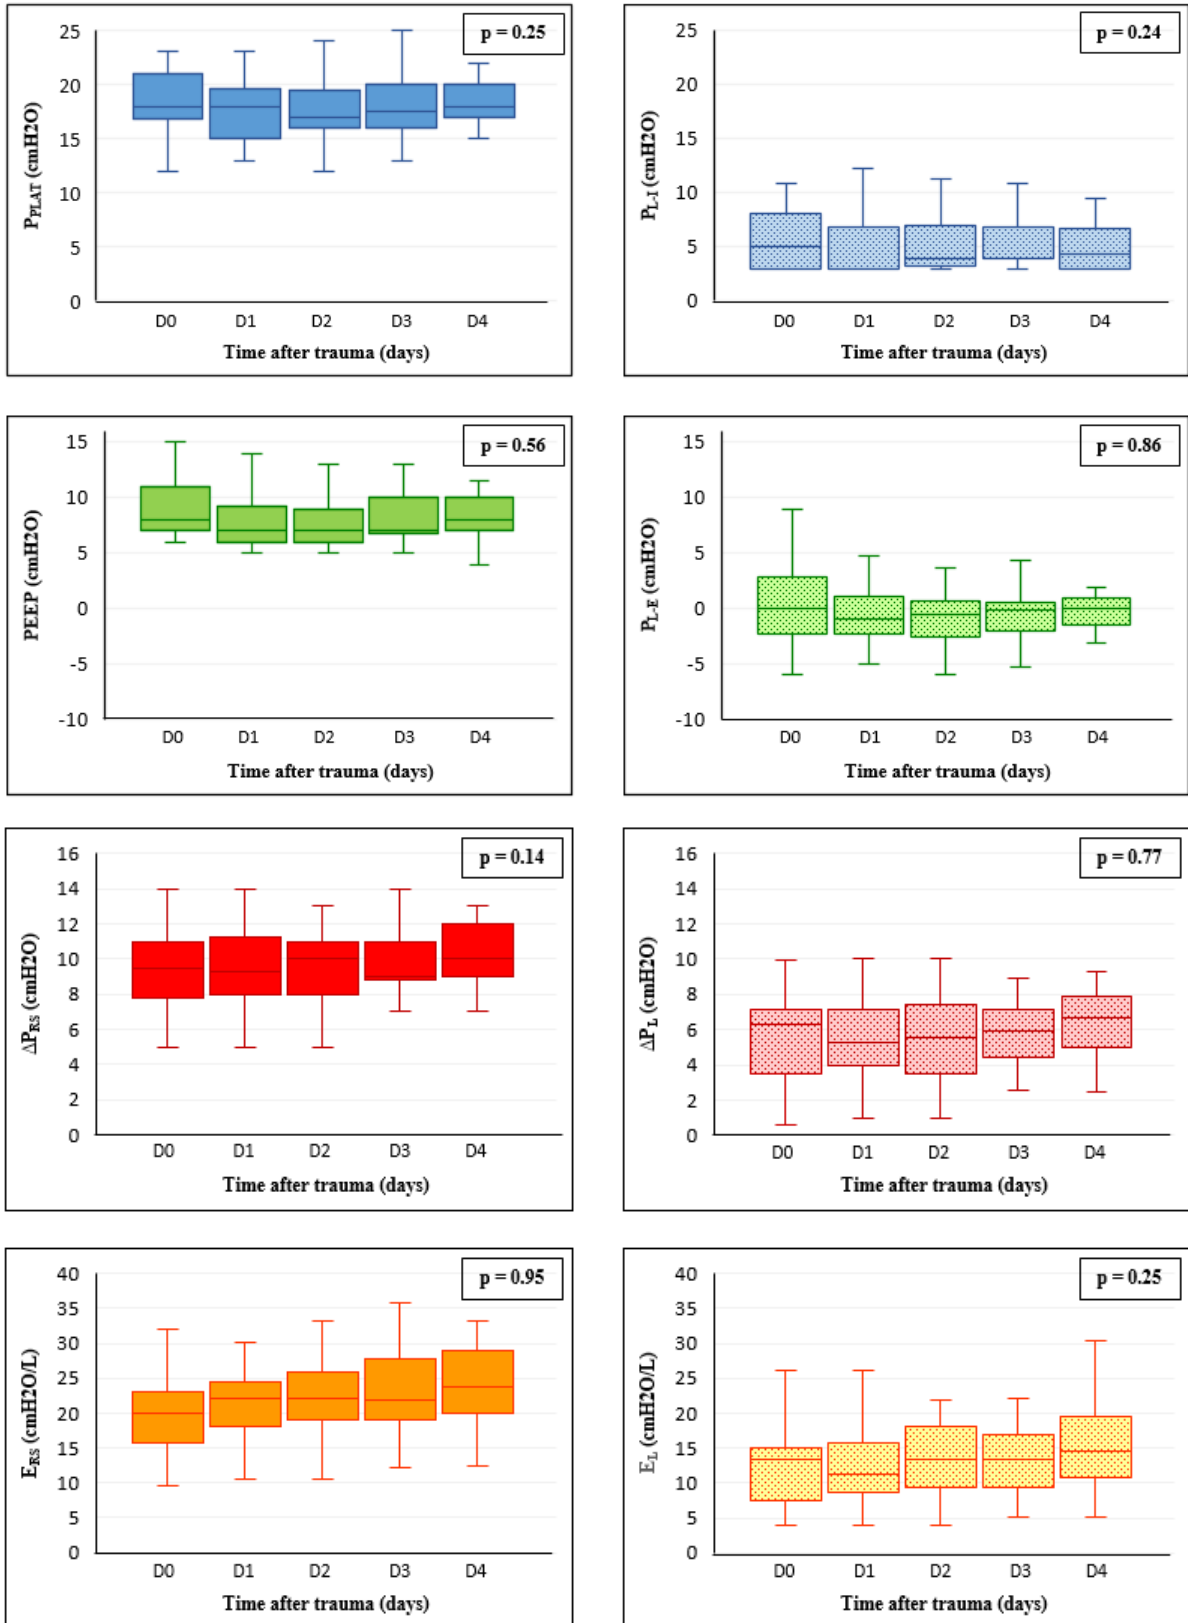 p = 0.25
25
20
15
10
5
0
P_PLAT (cmH2O)
D0 D1 D2 D3 D4
Time after trauma (days)
p = 0.24
25
20
15
10
5
0
P_L-I (cmH2O)
D0 D1 D2 D3 D4
Time after trauma (days)
p = 0.56
15
10
5
0
-5
-10
PEEP (cmH2O)
D0 D1 D2 D3 D4
Time after trauma (days)
p = 0.86
15
10
5
0
-5
-10
P_L-E (cmH2O)
D0 D1 D2 D3 D4
Time after trauma (days)
p = 0.14
16
14
12
10
8
6
4
2
0
ΔP_RS (cmH2O)
D0 D1 D2 D3 D4
Time after trauma (days)
p = 0.77
16
14
12
10
8
6
4
2
0
ΔP_L (cmH2O)
D0 D1 D2 D3 D4
Time after trauma (days)
p = 0.95
40
35
30
25
20
15
10
5
0
E_RS (cmH2O/L)
D0 D1 D2 D3 D4
Time after trauma (days)
p = 0.25
40
35
30
25
20
15
10
5
0
E_L (cmH2O/L)
D0 D1 D2 D3 D4
Time after trauma (days)